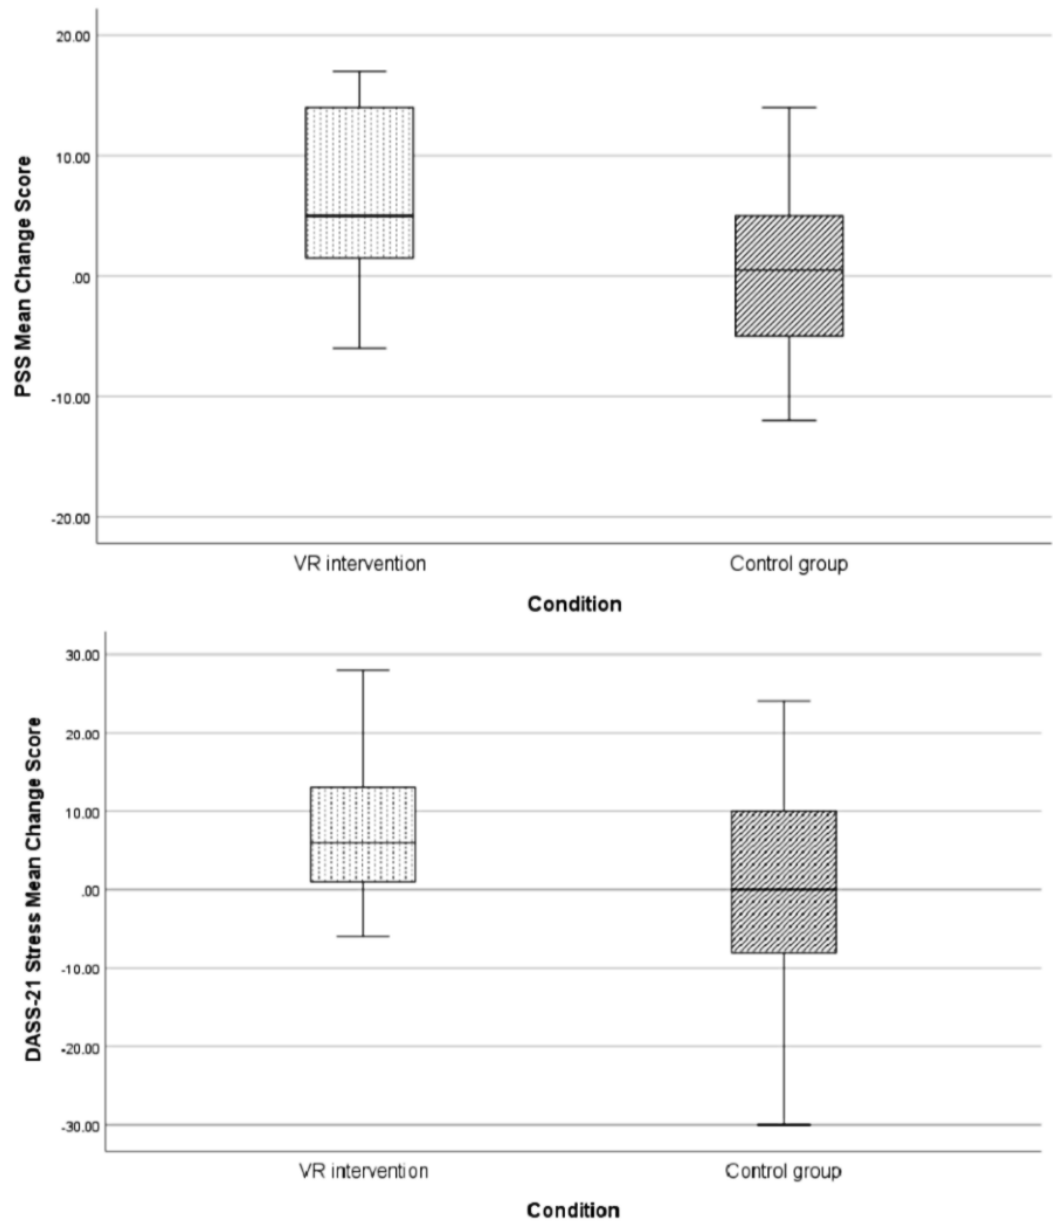 PSS Mean Change Score
20.00
10.00
.00
-10.00
-20.00
VR intervention
Control group
Condition
DASS-21 Stress Mean Change Score
30.00
20.00
10.00
.00
-10.00
-20.00
-30.00
VR intervention
Control group
Condition